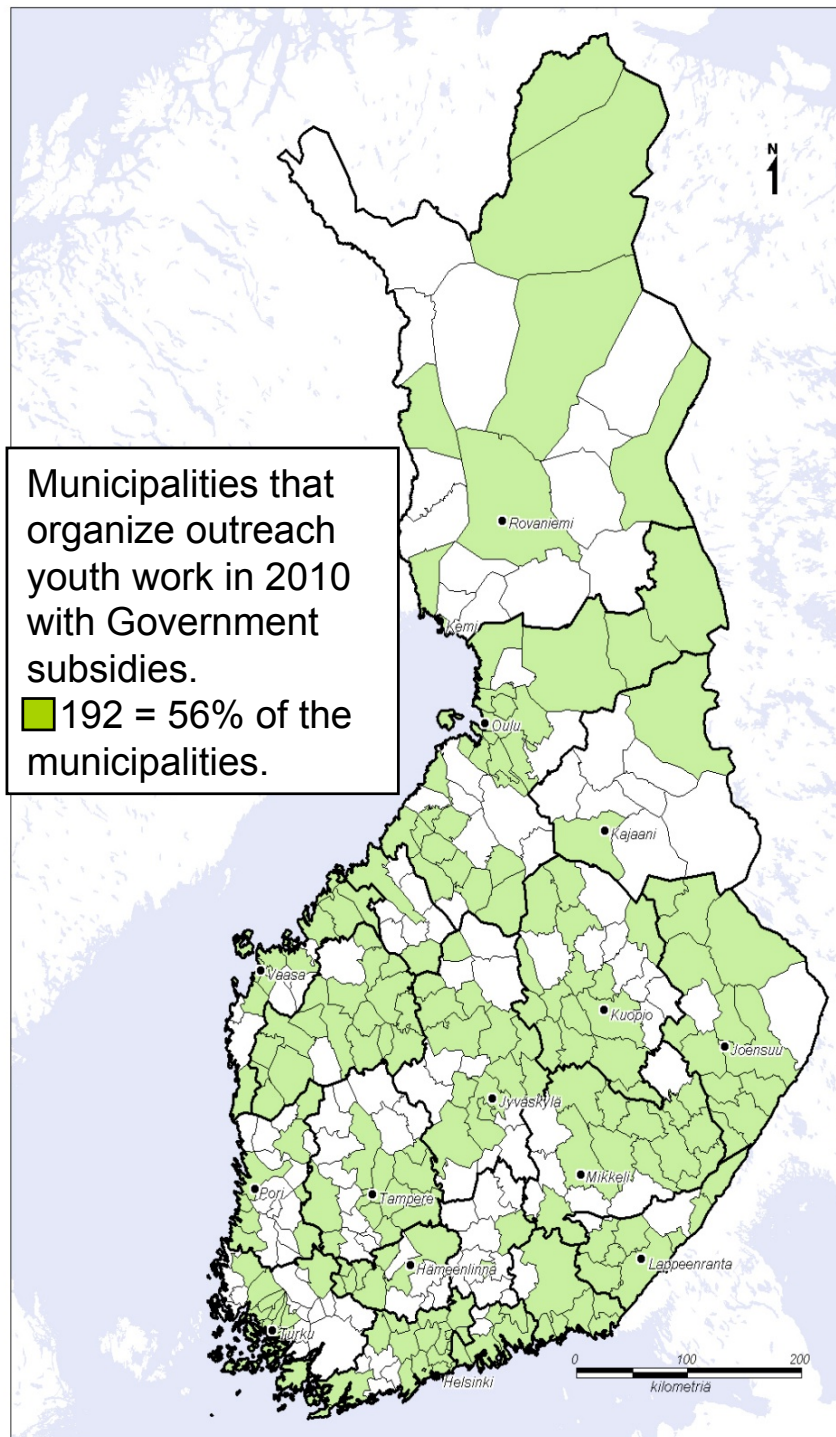 N
Municipalities that
organize outreach
youth work in 2010
with Government
subsidies.
192 = 56% of the
municipalities.
Rovaniemi
Kemi
Oulu
Kajaani
Vaasa
Kuopio
Joensuu
Jyväskylä
Mikkeli
Pori
Tampere
Hämeenlinna
Lappeenranta
Turku
Helsinki
0 100 200
kilometriä